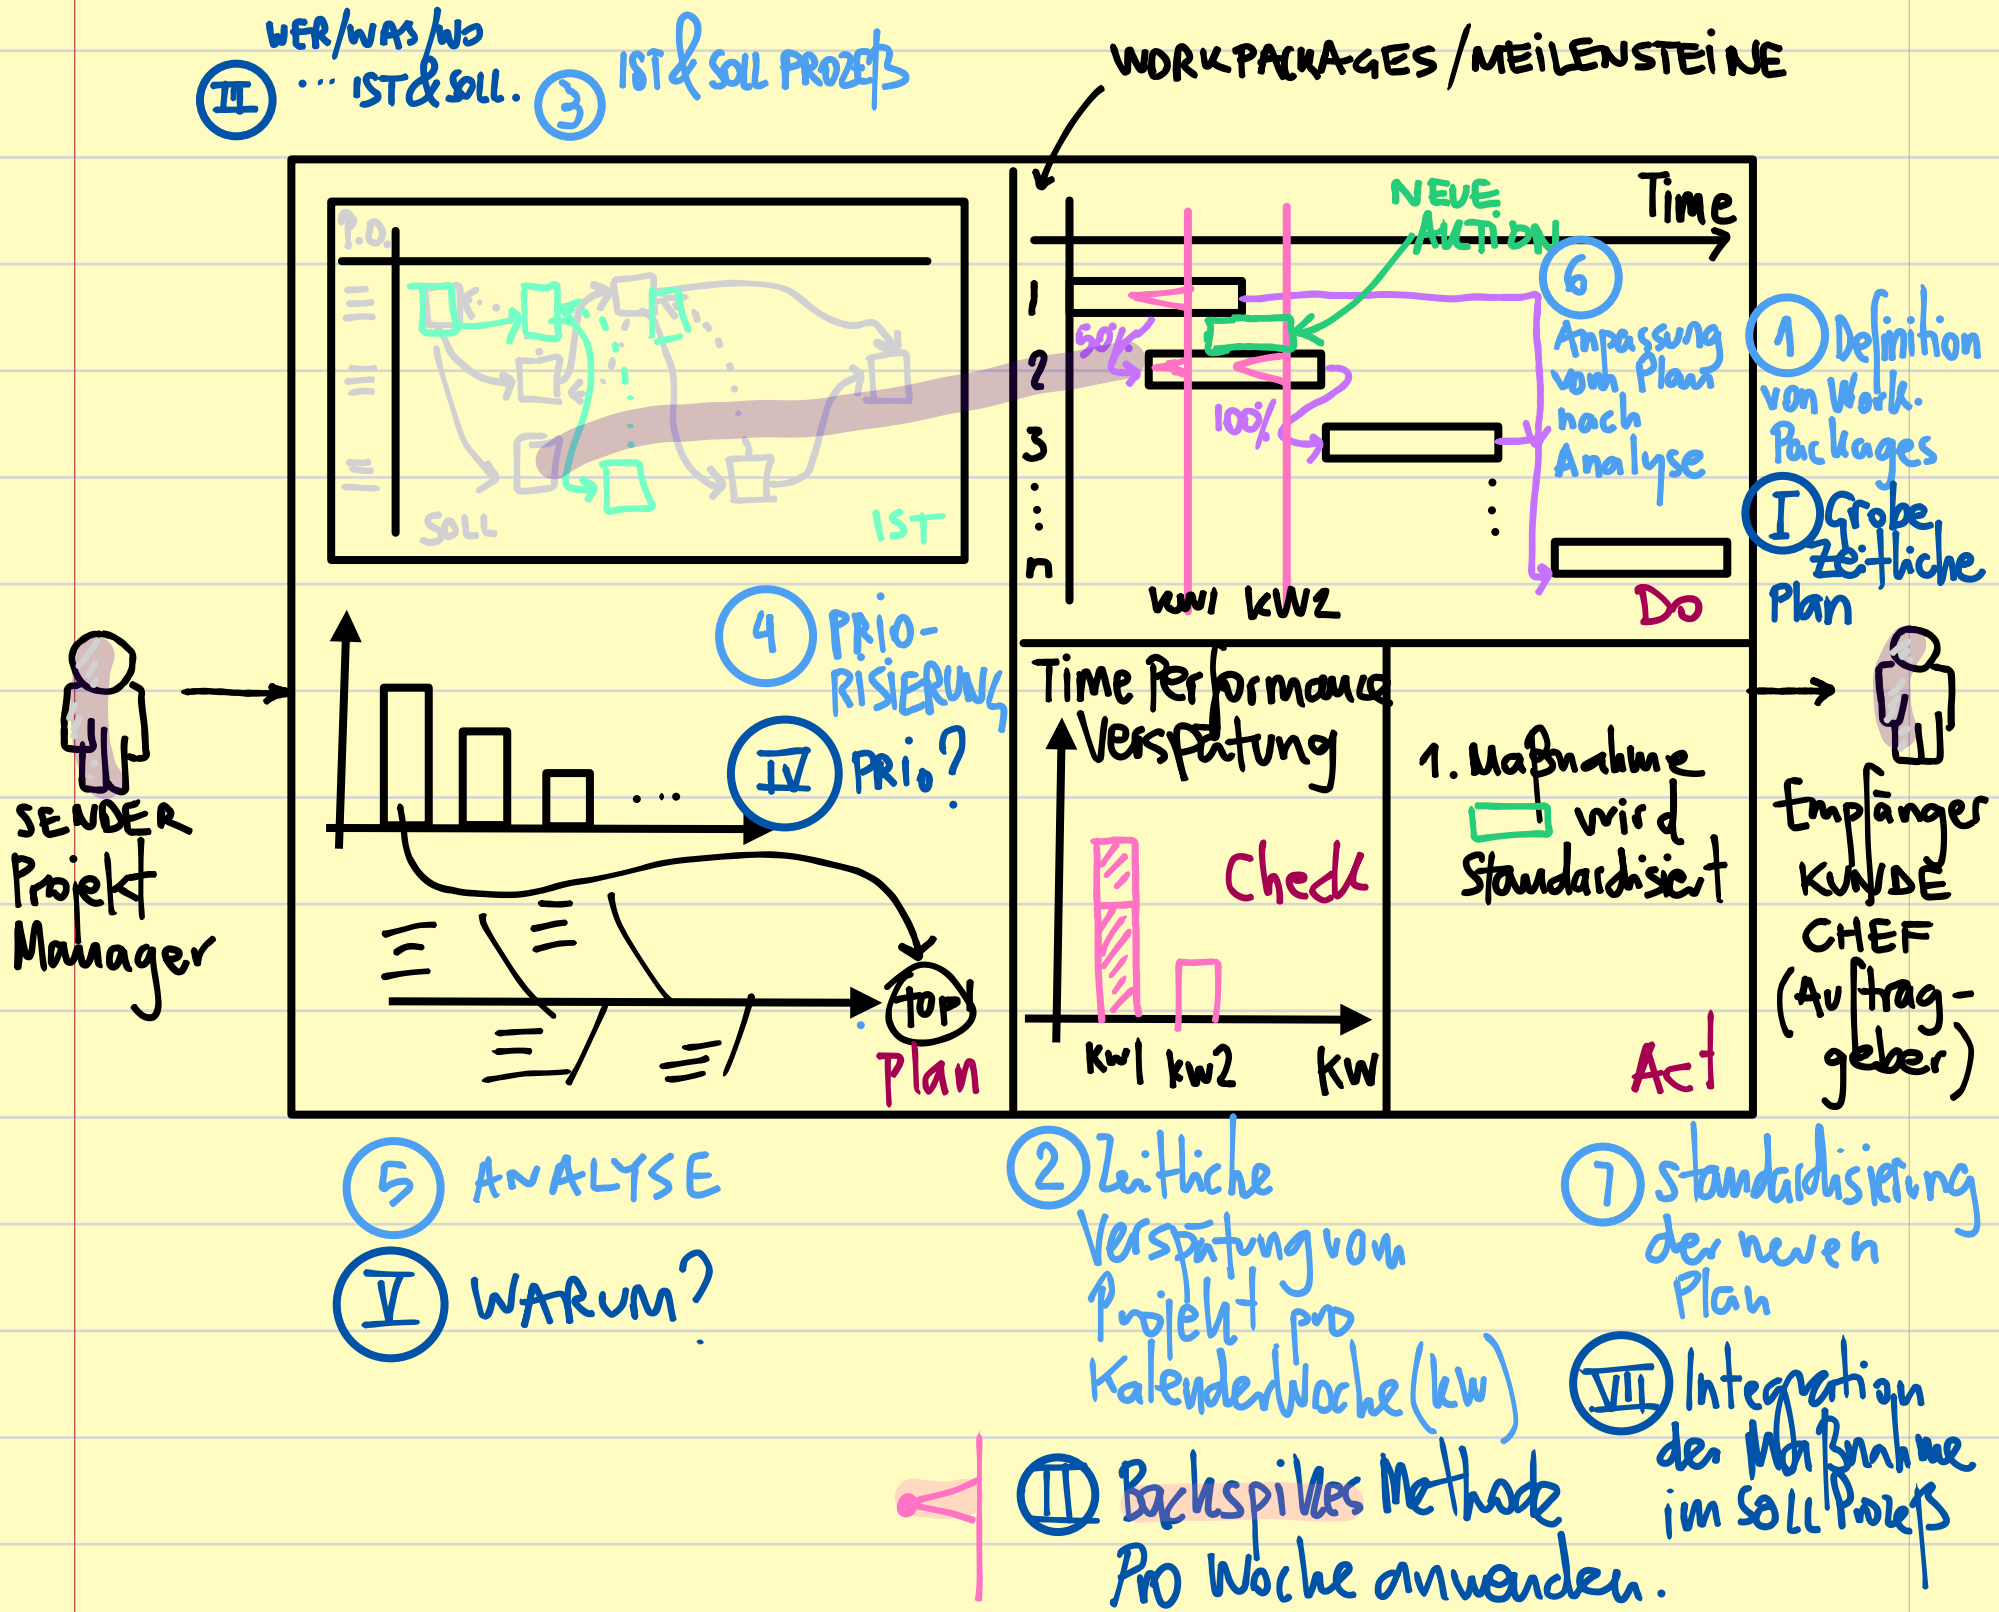 WER/WAS/WO
II ... IST & SOLL.
3 IST & SOLL PROZEß
WORKPACKAGES/MEILENSTEINE
P.O.
SOLL
IST
NEUE
AKTION
Time
1
50%
2
100%
3
n
KW1 KW2
Do
6
Anpassung
vom Plan
nach
Analyse
1 Definition
von Work.
Packages
I Grobe
Zeitliche
Plan
4 PRIO-
RISIERUNG
IV PRIO?
...
top 1
Plan
Time Performance
Verspätung
Check
KW1 KW2 KW
1. Maßnahme
wird
Standardisiert
Act
SENDER
Projekt
Manager
Empfänger
KUNDE
CHEF
(Auftrag-
geber)
5 ANALYSE
V WARUM?
2 Zeitliche
Verspätung vom
Projekt pro
Kalenderwoche (KW)
II Backspikes Methode
Pro Woche anwenden.
7 Standardisierung
der neuen
Plan
VII Integration
der Maßnahme
im SOLL Prozeß